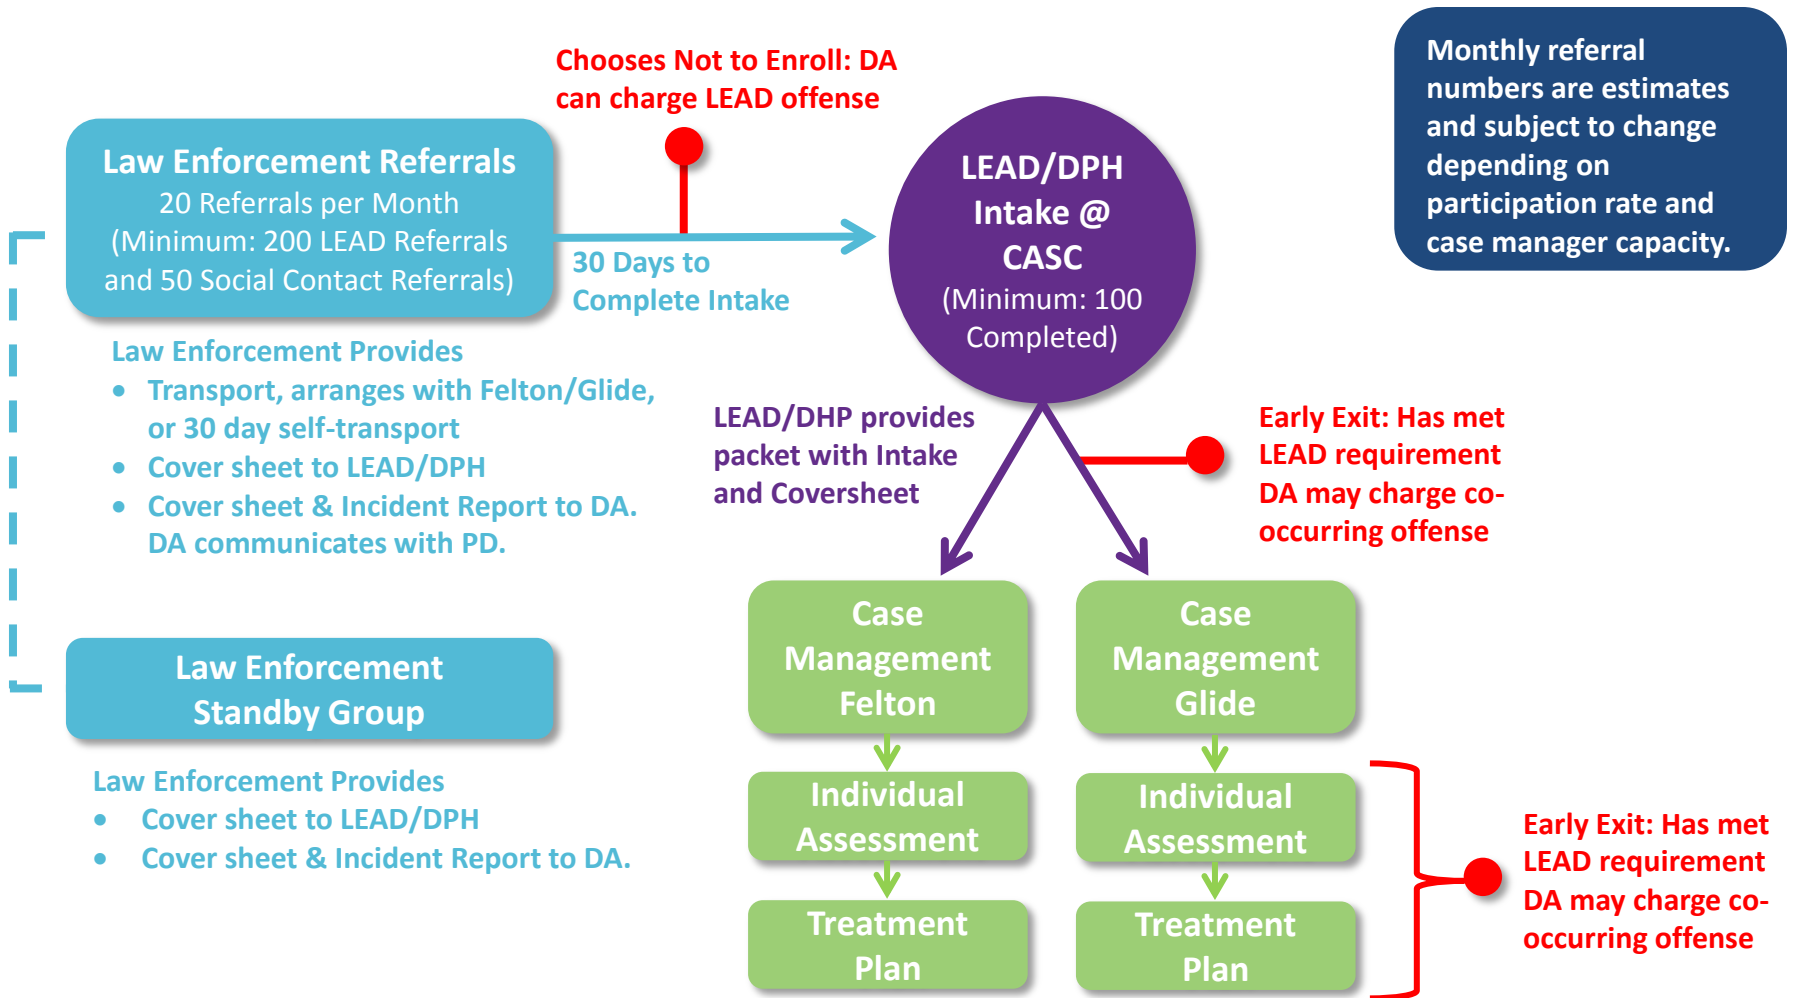 Chooses Not to Enroll: DA
can charge LEAD offense
Monthly referral
numbers are estimates
and subject to change
depending on
participation rate and
case manager capacity.
Law Enforcement Referrals
20 Referrals per Month
(Minimum: 200 LEAD Referrals
and 50 Social Contact Referrals)
30 Days to
Complete Intake
LEAD/DPH
Intake @
CASC
(Minimum: 100
Completed)
Law Enforcement Provides
• Transport, arranges with Felton/Glide,
or 30 day self-transport
• Cover sheet to LEAD/DPH
• Cover sheet & Incident Report to DA.
DA communicates with PD.
LEAD/DHP provides
packet with Intake
and Coversheet
Early Exit: Has met
LEAD requirement
DA may charge co-
occurring offense
Law Enforcement
Standby Group
Law Enforcement Provides
• Cover sheet to LEAD/DPH
• Cover sheet & Incident Report to DA.
Case
Management
Felton
Individual
Assessment
Treatment
Plan
Case
Management
Glide
Individual
Assessment
Treatment
Plan
Early Exit: Has met
LEAD requirement
DA may charge co-
occurring offense